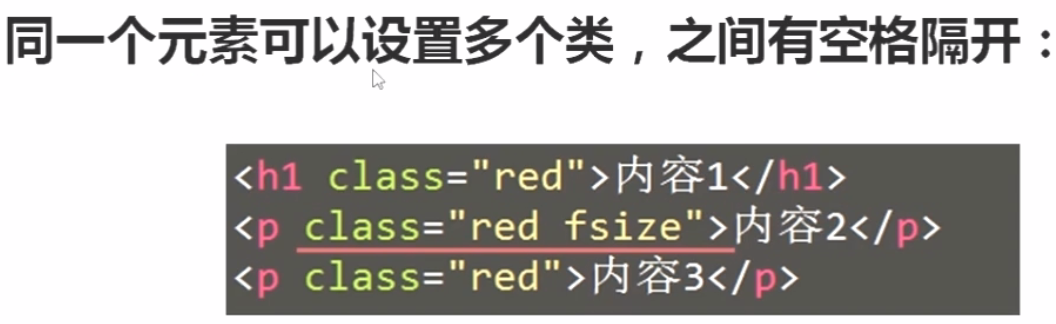 同一个元素可以设置多个类，之间有空格隔开：
<h1 class="red">内容1</h1>
<p class="red fsize">内容2</p>
<p class="red">内容3</p>